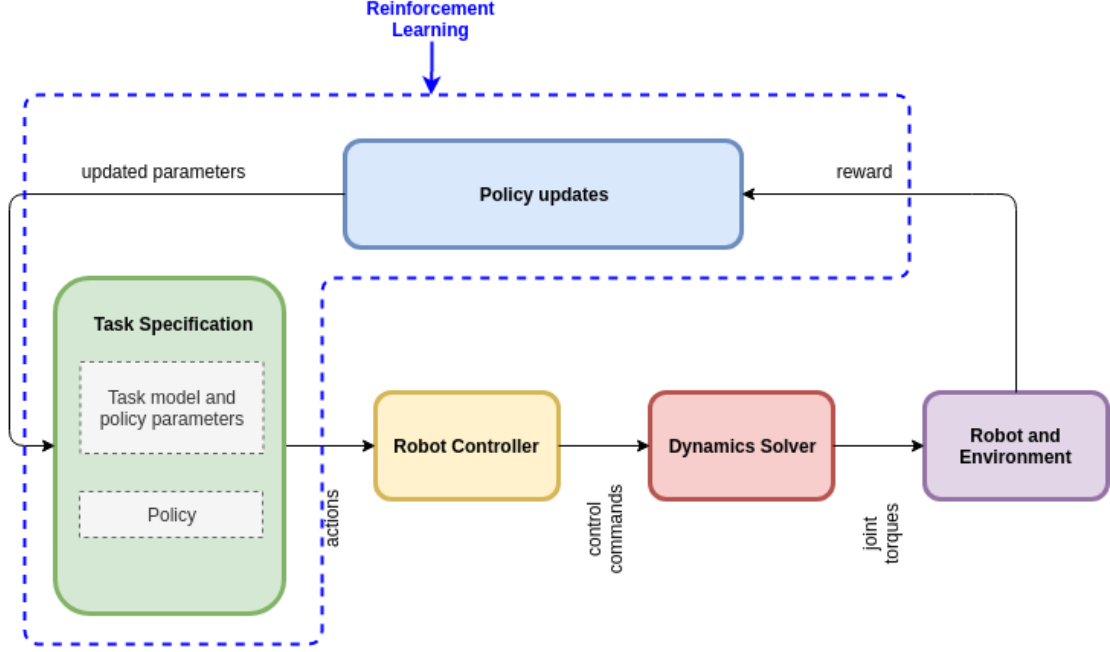 Reinforcement
Learning
updated parameters
Policy updates
reward
Task Specification
Task model and
policy parameters
Policy
actions
Robot Controller
control
commands
Dynamics Solver
joint
torques
Robot and
Environment